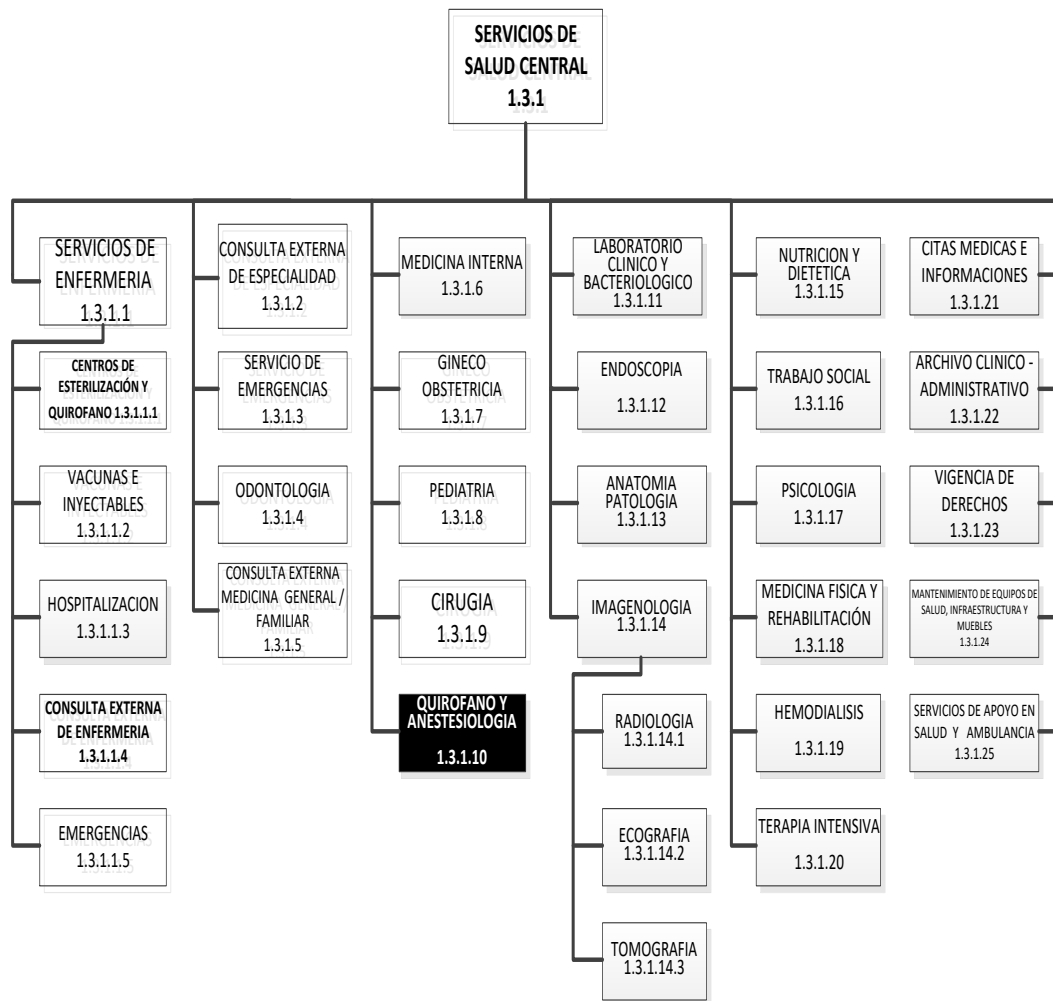 SERVICIOS DE
SALUD CENTRAL
1.3.1
SERVICIOS DE
ENFERMERIA
1.3.1.1
CENTROS DE
ESTERILIZACIÓN Y
QUIROFANO 1.3.1.1.1
VACUNAS E
INYECTABLES
1.3.1.1.2
HOSPITALIZACION
1.3.1.1.3
CONSULTA EXTERNA
DE ENFERMERIA
1.3.1.1.4
EMERGENCIAS
1.3.1.1.5
CONSULTA EXTERNA
DE ESPECIALIDAD
1.3.1.2
SERVICIO DE
EMERGENCIAS
1.3.1.3
ODONTOLOGIA
1.3.1.4
CONSULTA EXTERNA
MEDICINA GENERAL /
FAMILIAR
1.3.1.5
MEDICINA INTERNA
1.3.1.6
GINECO
OBSTETRICIA
1.3.1.7
PEDIATRIA
1.3.1.8
CIRUGIA
1.3.1.9
QUIROFANO Y
ANESTESIOLOGIA
1.3.1.10
LABORATORIO
CLINICO Y
BACTERIOLOGICO
1.3.1.11
ENDOSCOPIA
1.3.1.12
ANATOMIA
PATOLOGIA
1.3.1.13
IMAGENOLOGIA
1.3.1.14
RADIOLOGIA
1.3.1.14.1
ECOGRAFIA
1.3.1.14.2
TOMOGRAFIA
1.3.1.14.3
NUTRICION Y
DIETETICA
1.3.1.15
TRABAJO SOCIAL
1.3.1.16
PSICOLOGIA
1.3.1.17
MEDICINA FISICA Y
REHABILITACIÓN
1.3.1.18
HEMODIALISIS
1.3.1.19
TERAPIA INTENSIVA
1.3.1.20
CITAS MEDICAS E
INFORMACIONES
1.3.1.21
ARCHIVO CLINICO -
ADMINISTRATIVO
1.3.1.22
VIGENCIA DE
DERECHOS
1.3.1.23
MANTENIMIENTO DE EQUIPOS DE
SALUD, INFRAESTRUCTURA Y
MUEBLES
1.3.1.24
SERVICIOS DE APOYO EN
SALUD Y AMBULANCIA
1.3.1.25